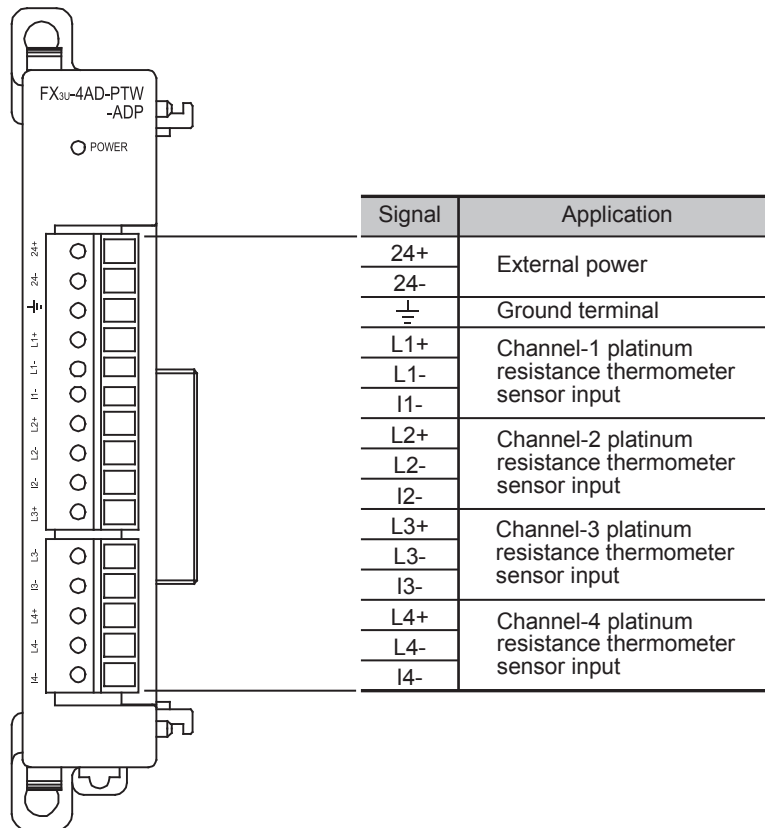 FX3U-4AD-PTW
-ADP
POWER
24+
24-
L1+
L1-
I1-
L2+
L2-
I2-
L3+
L3-
I3-
L4+
L4-
I4-
Signal Application
24+
24-
External power
Ground terminal
L1+
L1-
I1-
Channel-1 platinum
resistance thermometer
sensor input
L2+
L2-
I2-
Channel-2 platinum
resistance thermometer
sensor input
L3+
L3-
I3-
Channel-3 platinum
resistance thermometer
sensor input
L4+
L4-
I4-
Channel-4 platinum
resistance thermometer
sensor input